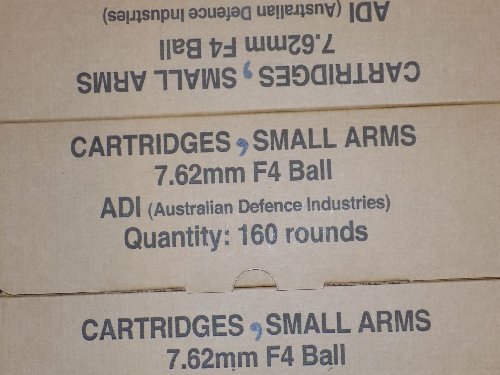 ADI (Australian Defence Industries)
7.62mm F4 Ball
CARTRIDGES, SMALL ARMS
CARTRIDGES, SMALL ARMS
7.62mm F4 Ball
ADI (Australian Defence Industries)
Quantity: 160 rounds
CARTRIDGES, SMALL ARMS
7.62mm F4 Ball